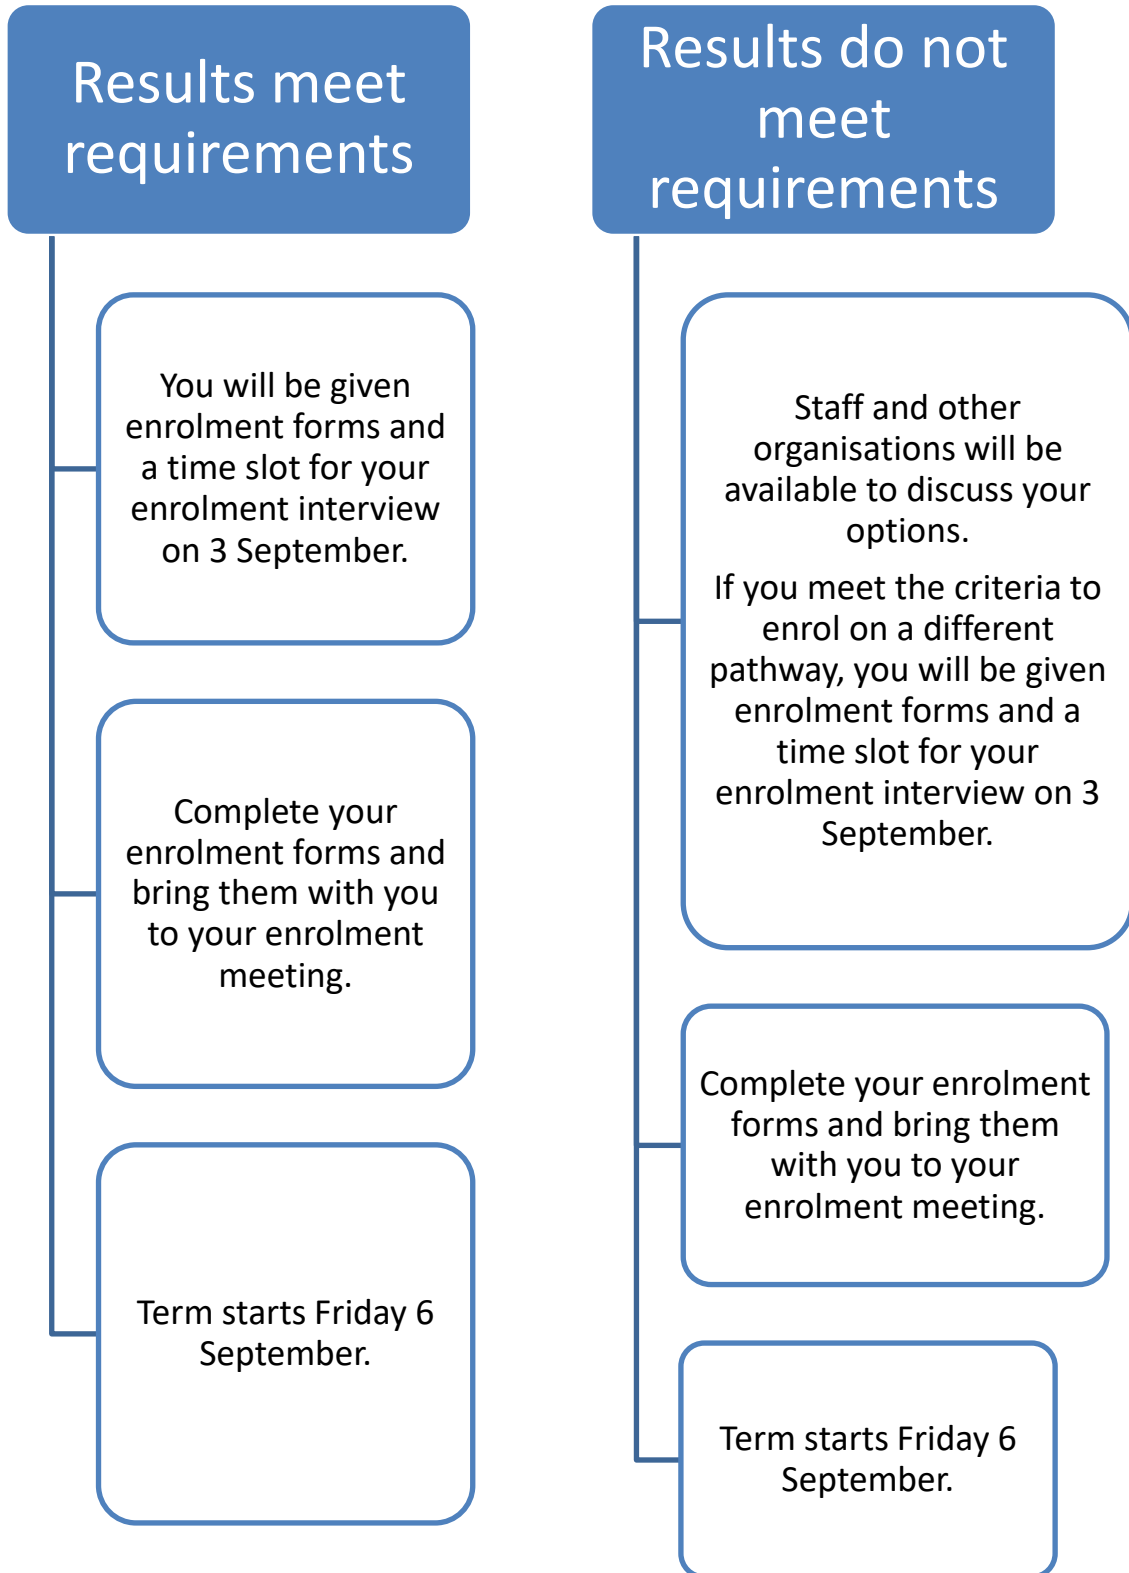 Results meet
requirements
You will be given
enrolment forms and
a time slot for your
enrolment interview
on 3 September.
Complete your
enrolment forms and
bring them with you
to your enrolment
meeting.
Term starts Friday 6
September.
Results do not
meet
requirements
Staff and other
organisations will be
available to discuss your
options.
If you meet the criteria to
enrol on a different
pathway, you will be given
enrolment forms and a
time slot for your
enrolment interview on 3
September.
Complete your enrolment
forms and bring them
with you to your
enrolment meeting.
Term starts Friday 6
September.